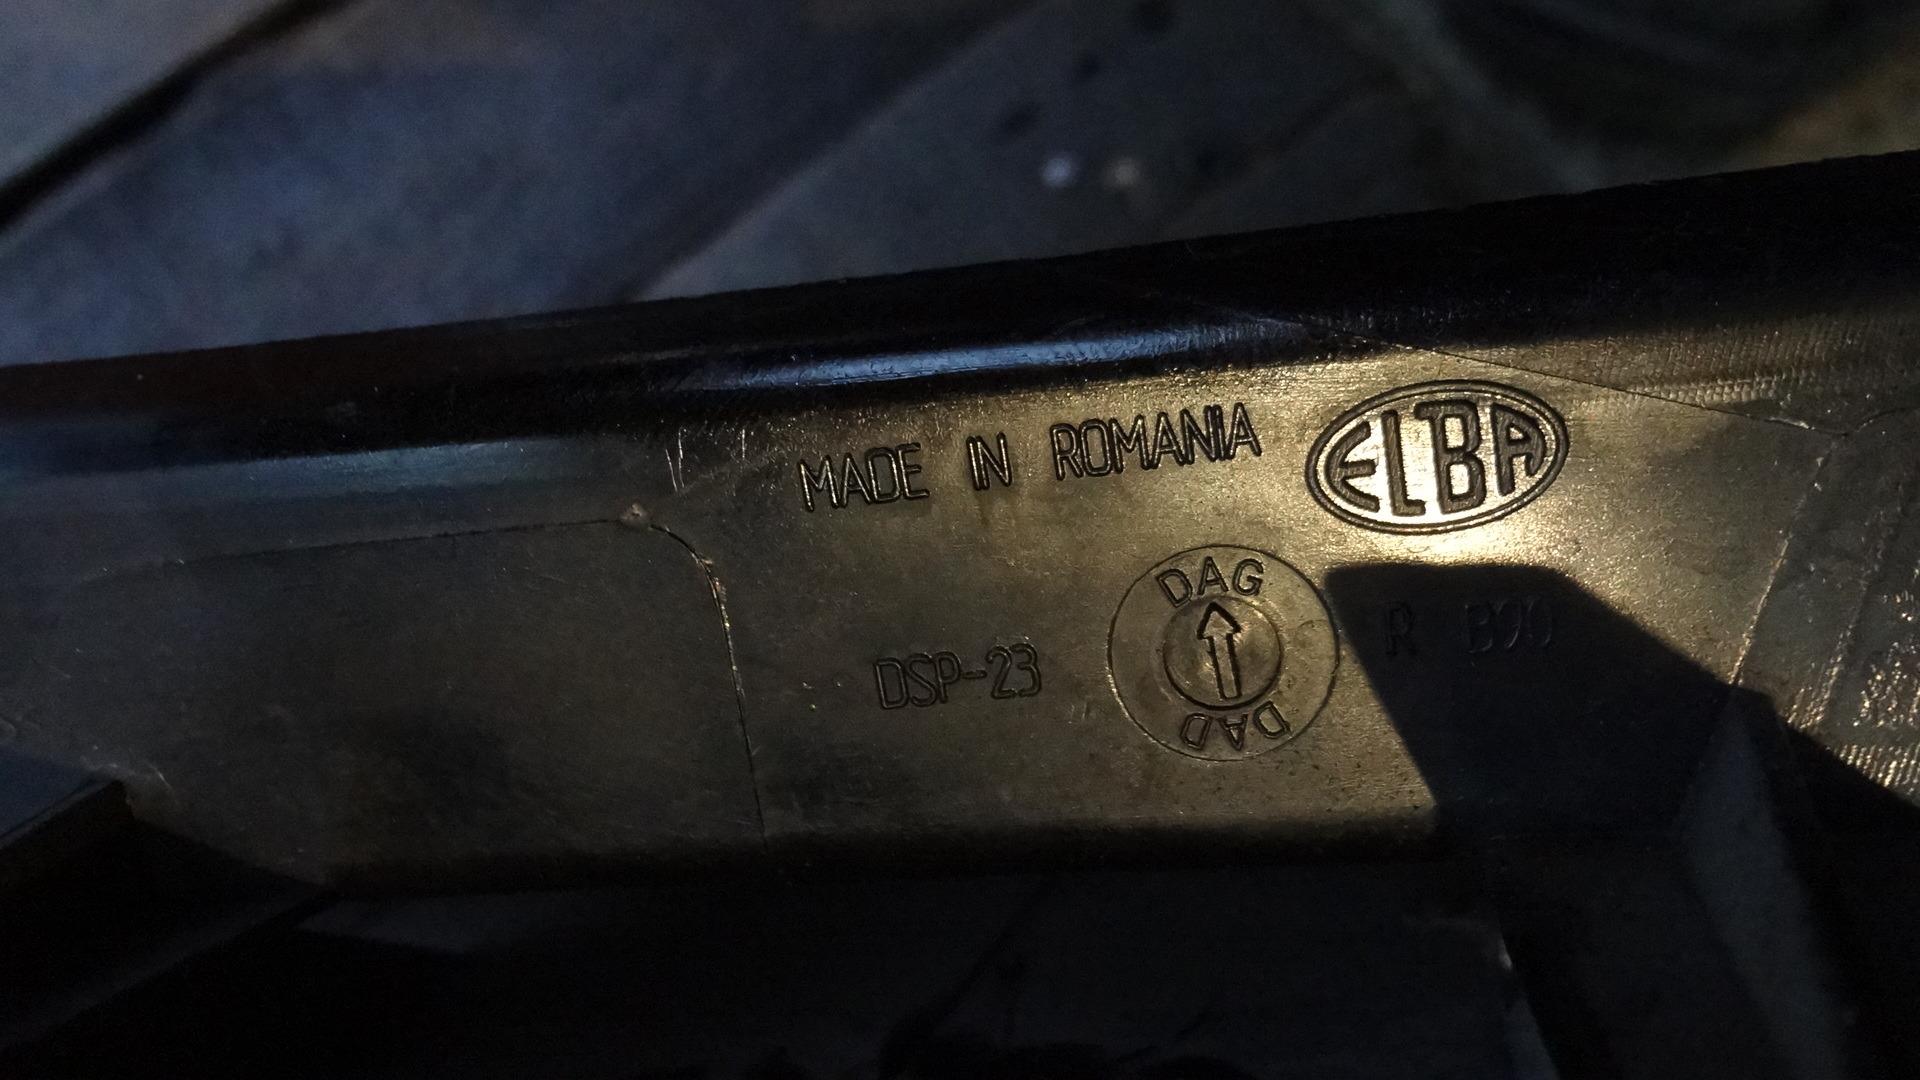 MADE IN ROMANIA ELBA
DAG
DSP-23
R B90
DAD